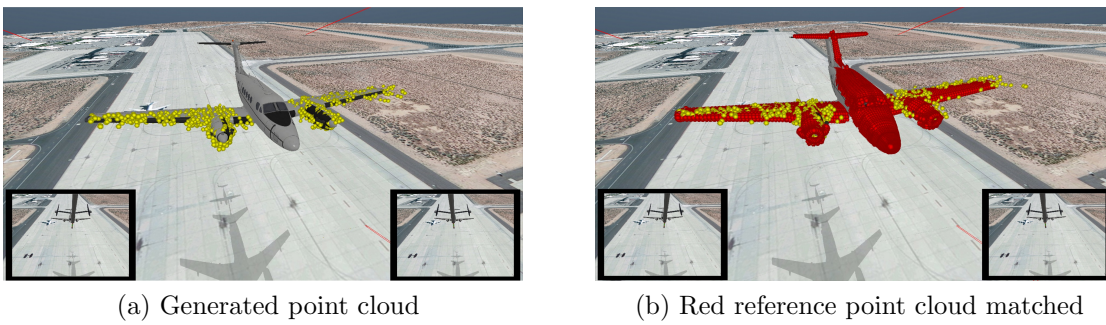 (a) Generated point cloud
(b) Red reference point cloud matched